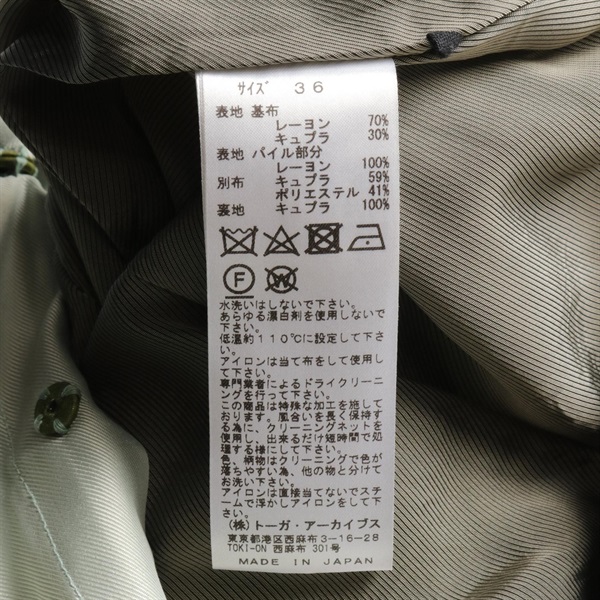 サイズ 36
表地 基布
レーヨン 70%
キュプラ 30%
表地 パイル部分
レーヨン 100%
別布 キュプラ 59%
ポリエステル 41%
裏地 キュプラ 100%
F W
水洗いはしないで下さい。
あらゆる漂白剤を使用しないで
下さい。
低温約110℃に設定して下さ
い。
アイロンは当て布をして使用し
て下さい。
専門業者によるドライクリーニ
ングを行って下さい。
この商品は特殊な加工を施して
おります。風合いを長く保持す
る為に、クリーニングネットを
使用し、出来るだけ短時間で処
理する様にして下さい。
色、柄物はクリーニングで色が
落ちやすい為、他の物と分けて
お洗い下さい。
アイロンは直接当てないでスチ
ームで浮かしアイロンをして下
さい。
(株)トーガ・アーカイブス
東京都港区西麻布3-16-28
TOKI-ON 西麻布 301号
MADE IN JAPAN